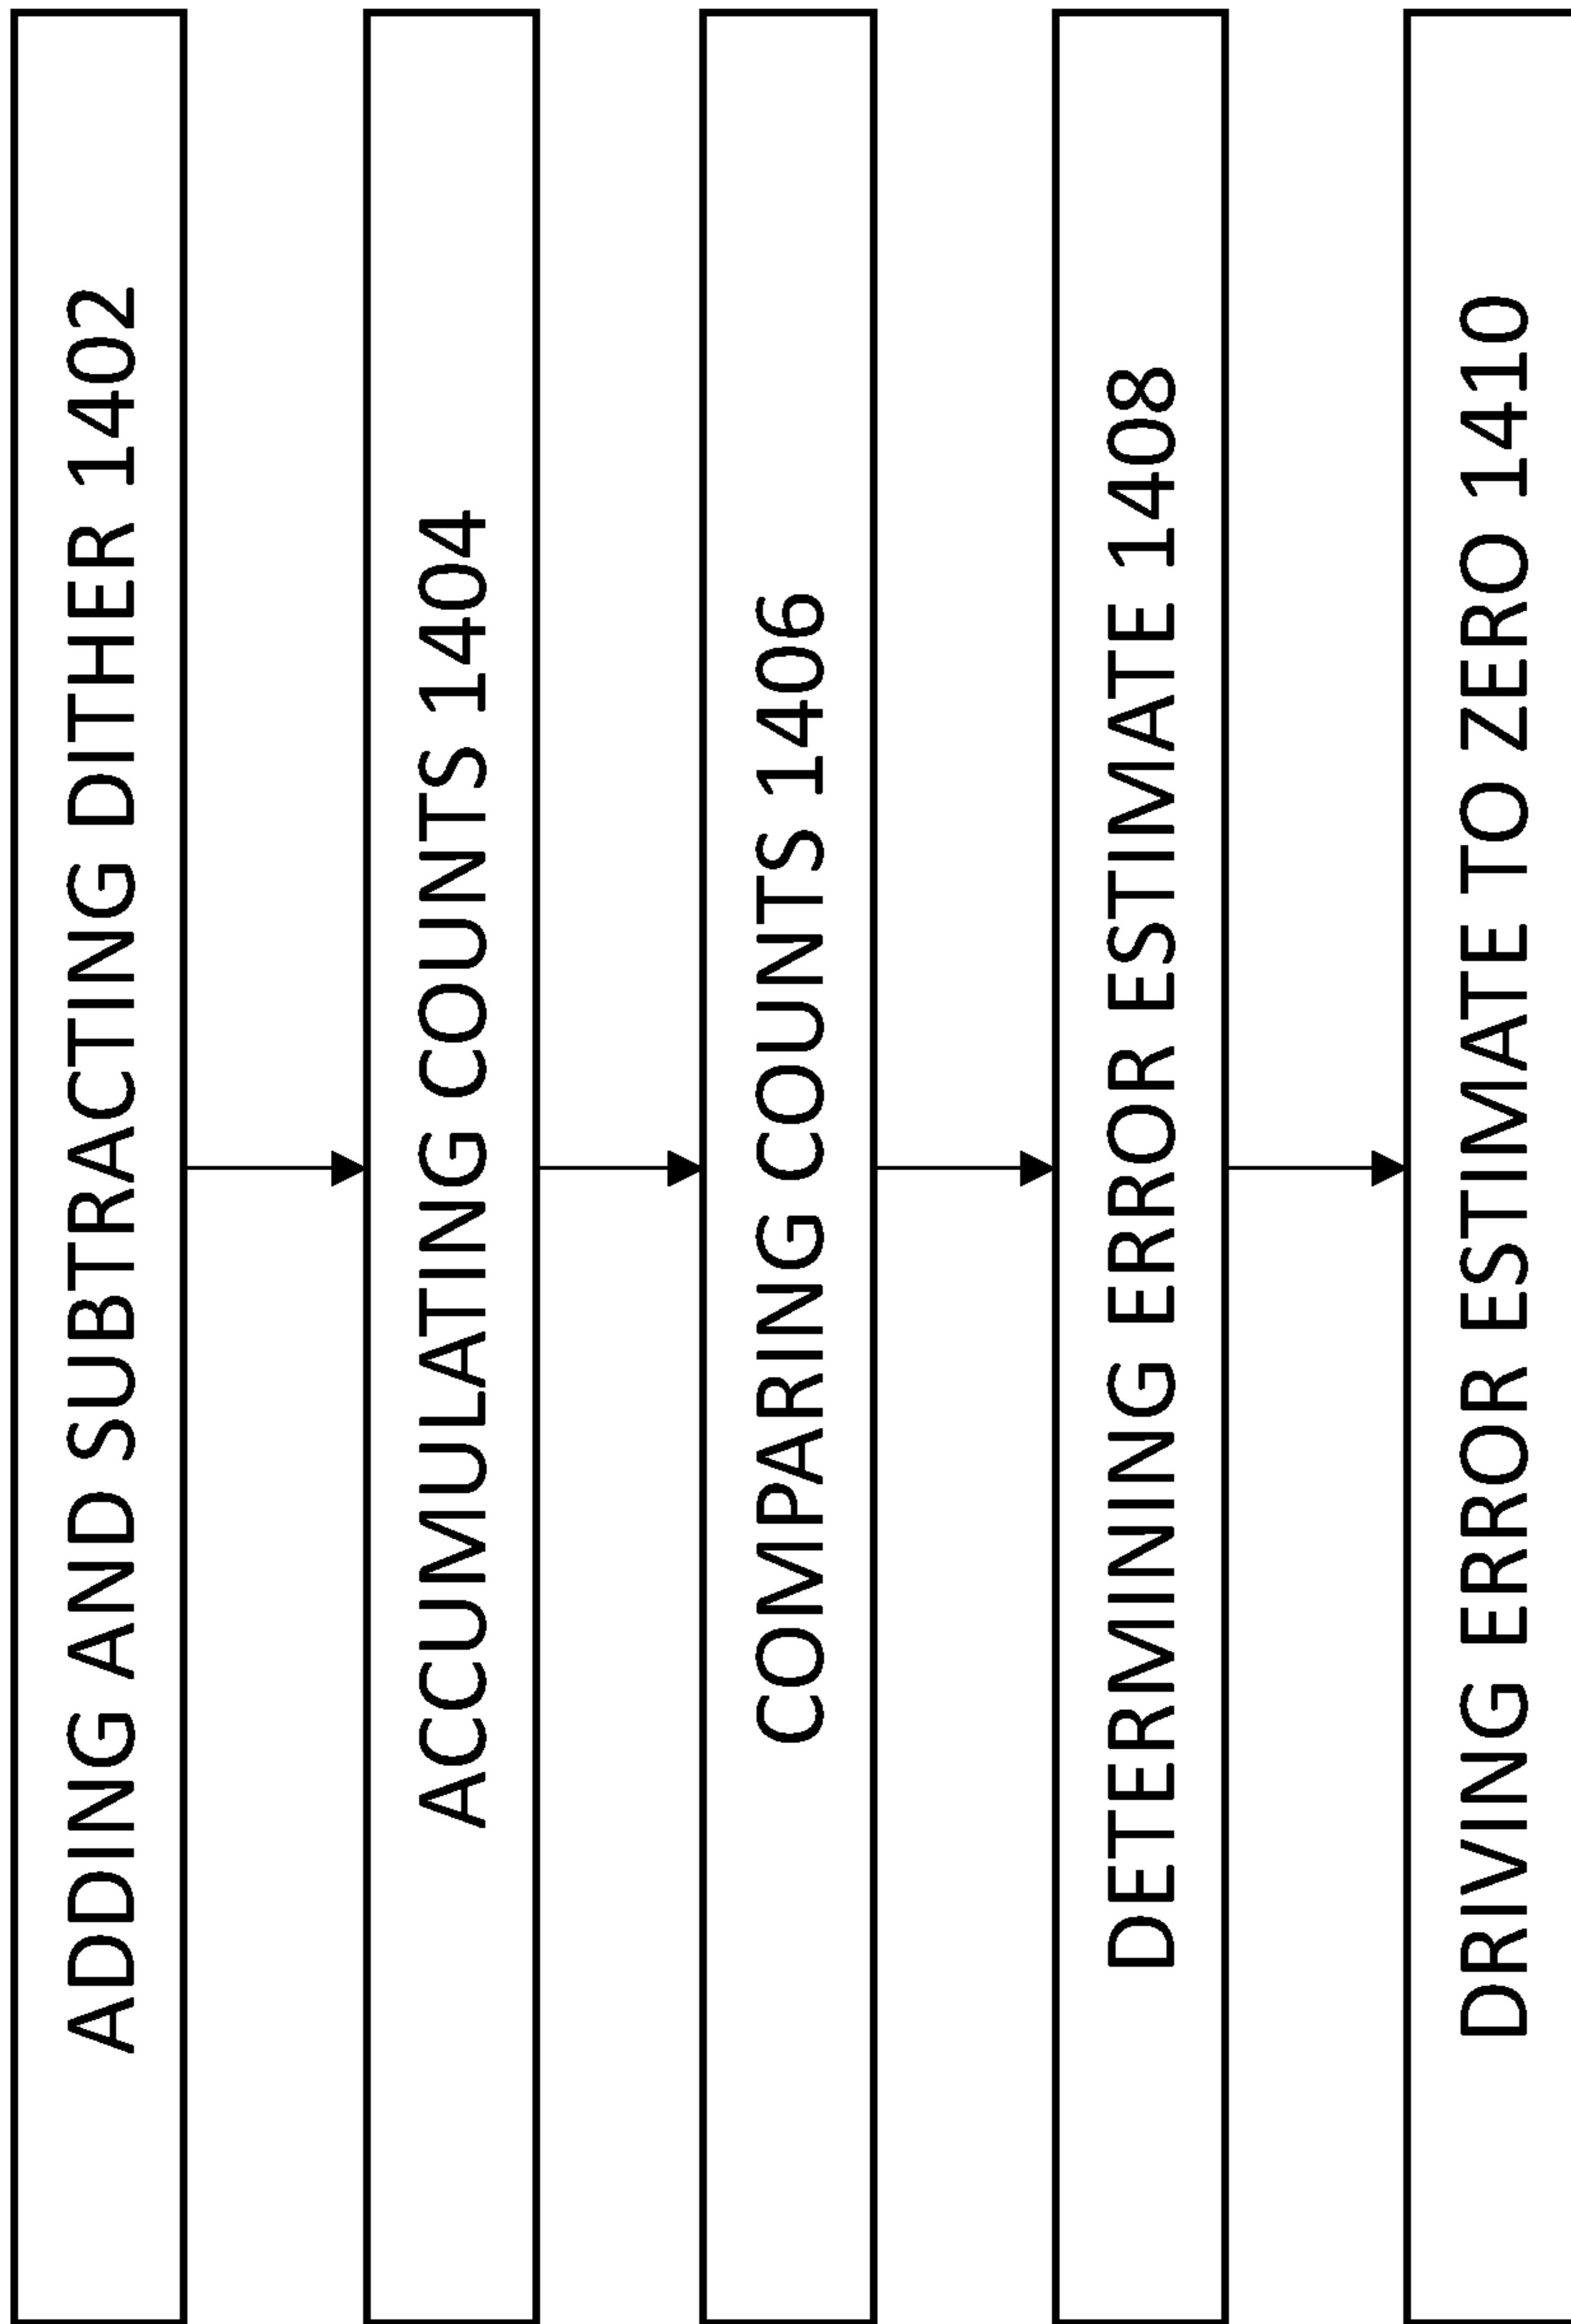 ADDING AND SUBTRACTING DITHER 1402
ACCUMULATING COUNTS 1404
COMPARING COUNTS 1406
DETERMINING ERROR ESTIMATE 1408
DRIVING ERROR ESTIMATE TO ZERO 1410